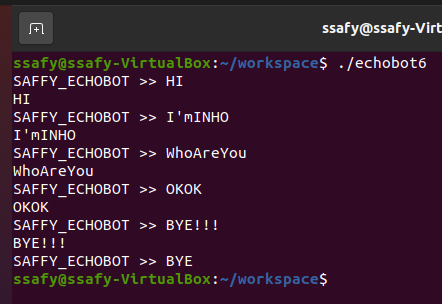 ssafy@ssafy-Virt
ssafy@ssafy-VirtualBox:~/workspace$ ./echobot6
SAFFY_ECHOBOT >> HI
HI
SAFFY_ECHOBOT >> I'mINHO
I'mINHO
SAFFY_ECHOBOT >> WhoAreYou
WhoAreYou
SAFFY_ECHOBOT >> OKOK
OKOK
SAFFY_ECHOBOT >> BYE!!!
BYE!!!
SAFFY_ECHOBOT >> BYE
ssafy@ssafy-VirtualBox:~/workspace$